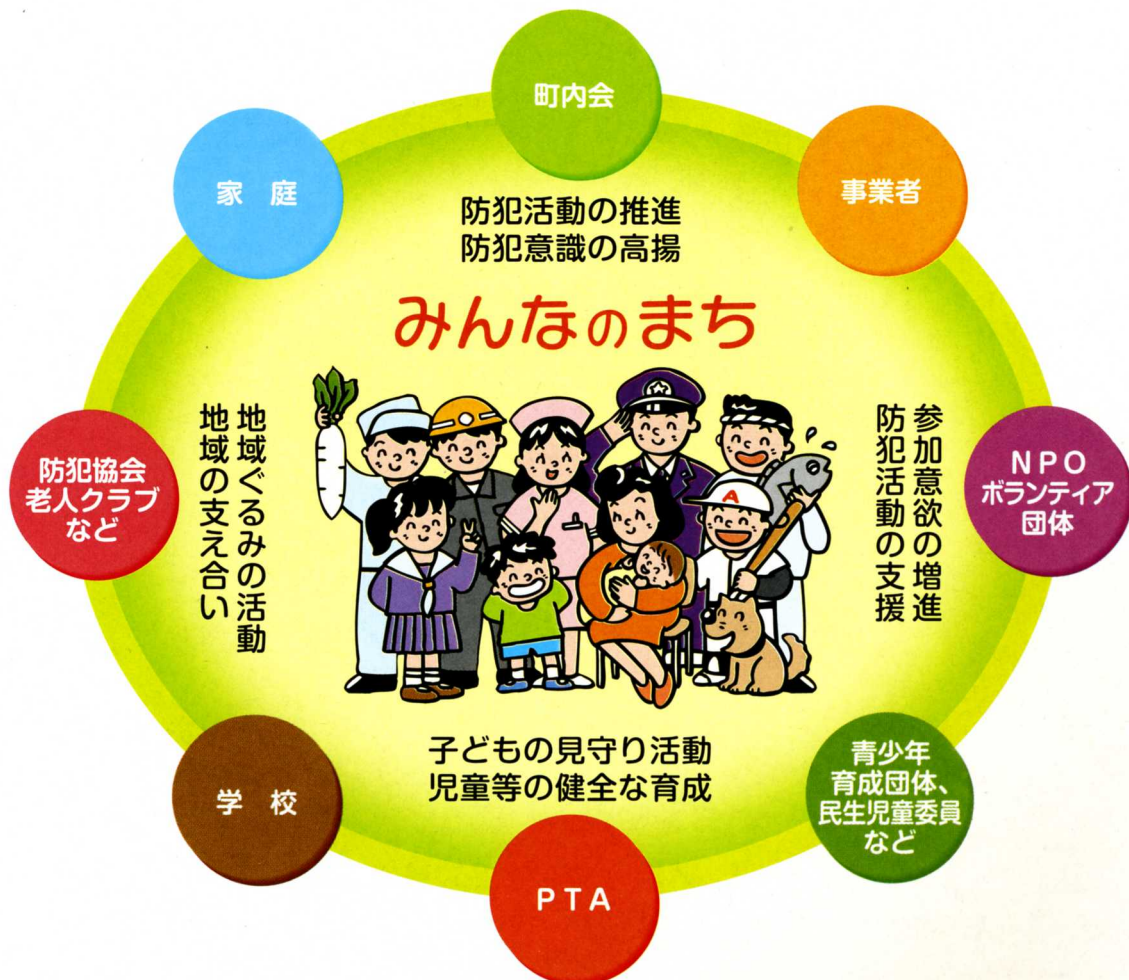 町内会
家 庭
事業者
防犯活動の推進
防犯意識の高揚
みんなのまち
地域ぐるみの活動
地域の支え合い
参加意欲の増進
防犯活動の支援
防犯協会
老人クラブ
など
NPO
ボランティア
団体
A
子どもの見守り活動
児童等の健全な育成
学 校
青少年
育成団体、
民生児童委員
など
PTA